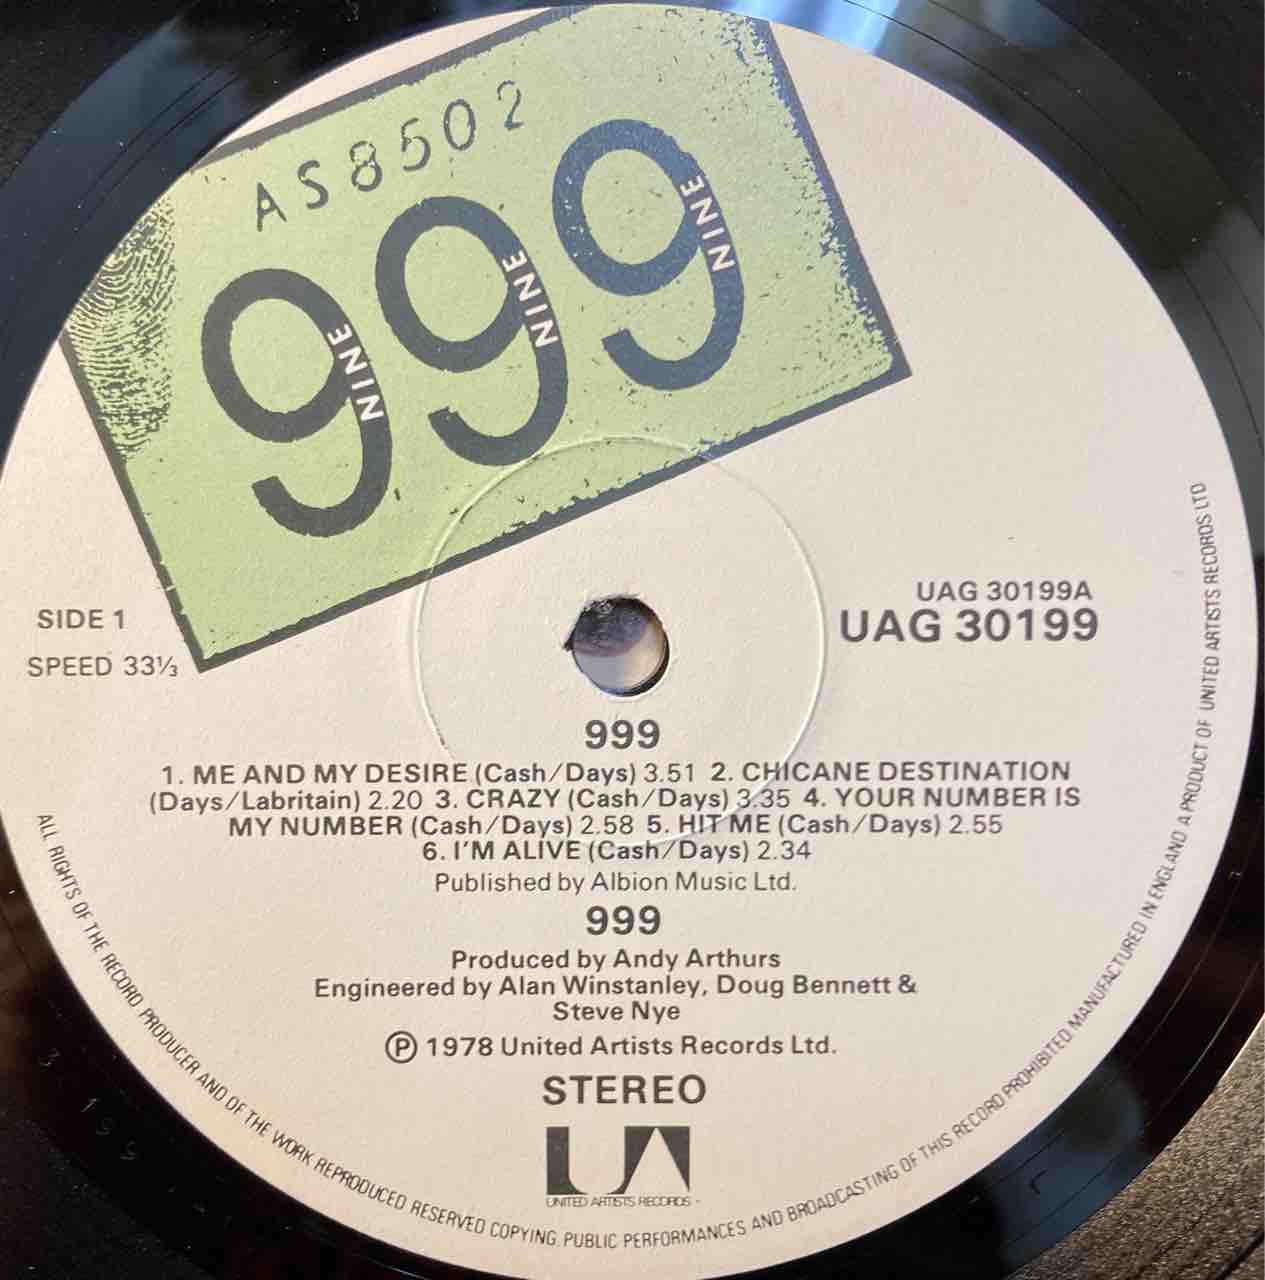 AS8502
999
NINE NINE NINE
SIDE 1
SPEED 33⅓
UAG 30199A
UAG 30199
999
1. ME AND MY DESIRE (Cash/Days) 3.51 2. CHICANE DESTINATION
(Days/Labritain) 2.20 3. CRAZY (Cash/Days) 3.35 4. YOUR NUMBER IS
MY NUMBER (Cash/Days) 2.58 5. HIT ME (Cash/Days) 2.55
6. I'M ALIVE (Cash/Days) 2.34
Published by Albion Music Ltd.
999
Produced by Andy Arthurs
Engineered by Alan Winstanley, Doug Bennett &
Steve Nye
Ⓟ 1978 United Artists Records Ltd.
STEREO
UA
UNITED ARTISTS RECORDS
ALL RIGHTS OF THE RECORD PRODUCER AND OF THE WORK REPRODUCED RESERVED COPYING, PUBLIC PERFORMANCES AND BROADCASTING OF THIS RECORD PROHIBITED MANUFACTURED IN ENGLAND A PRODUCT OF UNITED ARTISTS RECORDS LTD